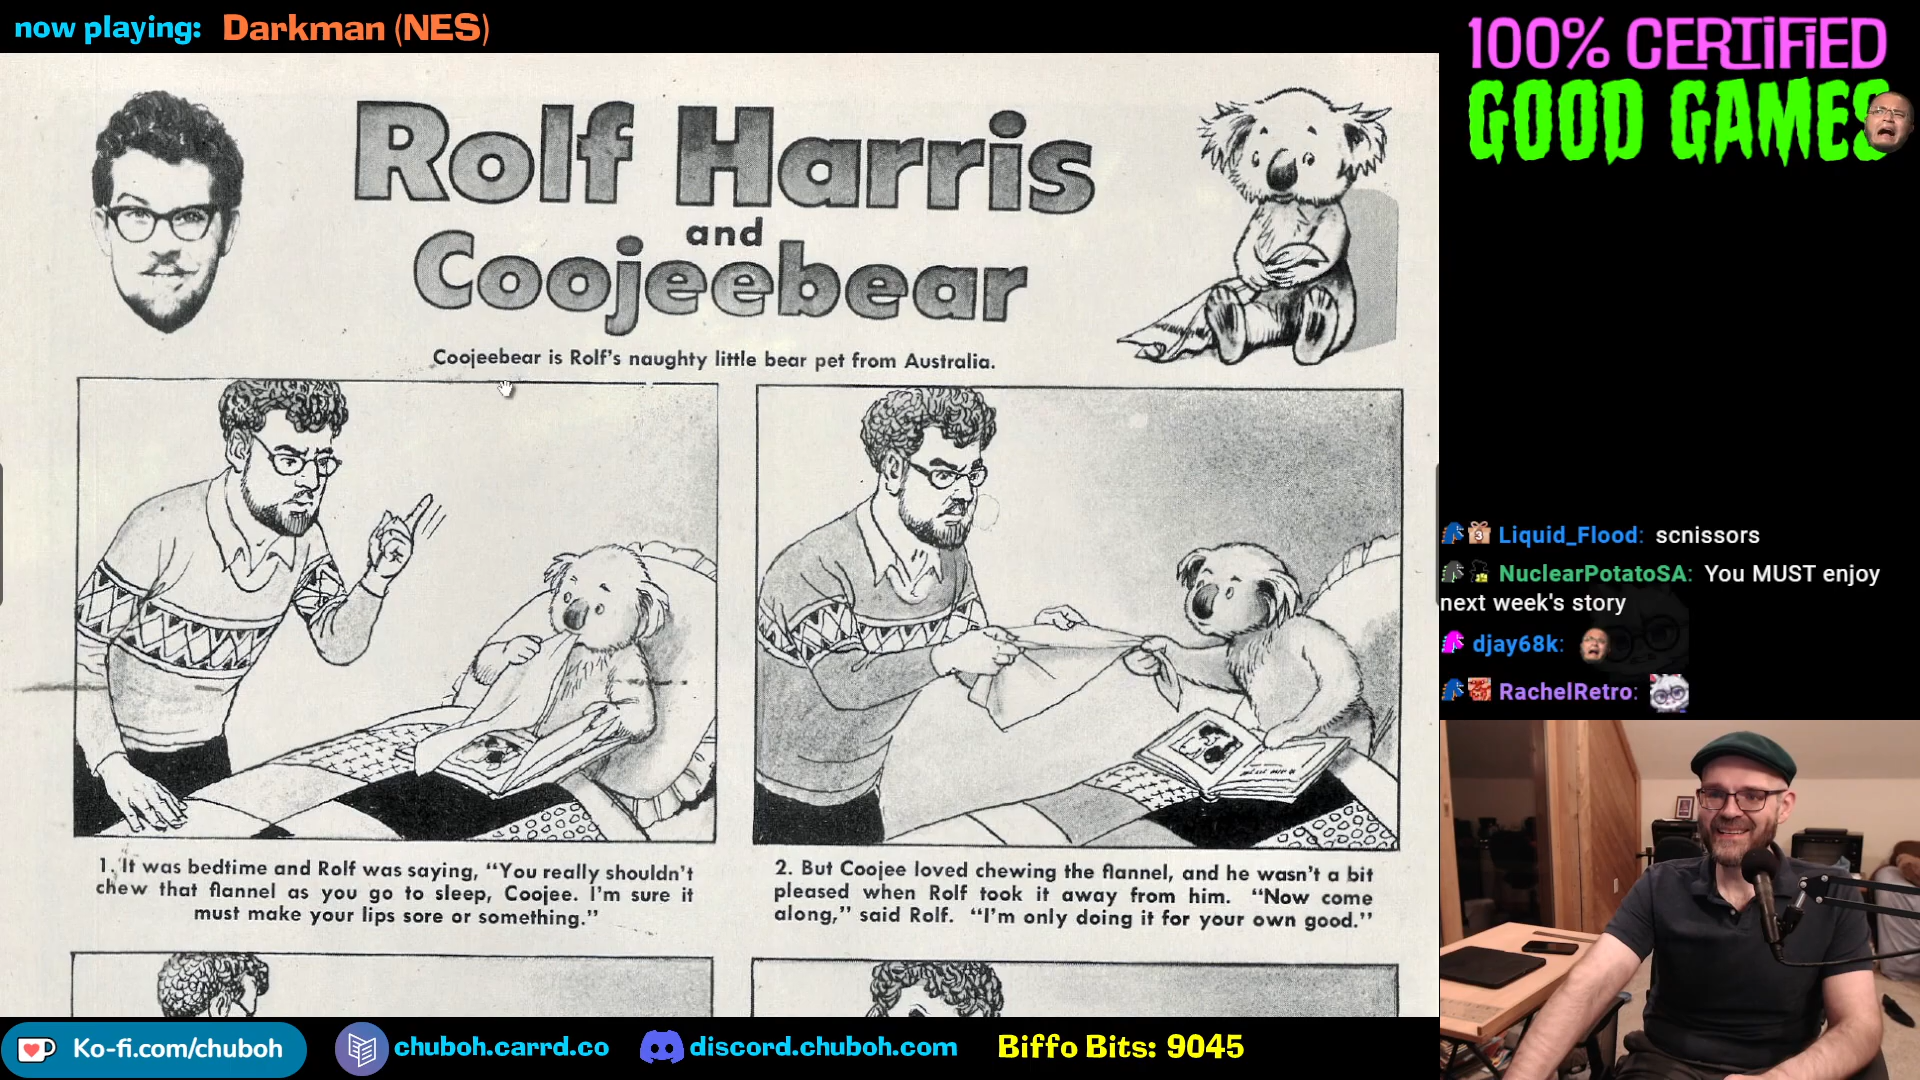 now playing: Darkman (NES)
Rolf Harris
and
Coojeebear
Coojeebear is Rolf's naughty little bear pet from Australia.
1. It was bedtime and Rolf was saying, "You really shouldn't
chew that flannel as you go to sleep, Coojee. I'm sure it
must make your lips sore or something."
2. But Coojee loved chewing the flannel, and he wasn't a bit
pleased when Rolf took it away from him. "Now come
along," said Rolf. "I'm only doing it for your own good."
100% CERTiFiED
GOOD GAMES
3
Liquid_Flood: scnissors
NuclearPotatoSA: You MUST enjoy
next week's story
djay68k:
RachelRetro:
Ko-fi.com/chuboh
chuboh.carrd.co
discord.chuboh.com
Biffo Bits: 9045